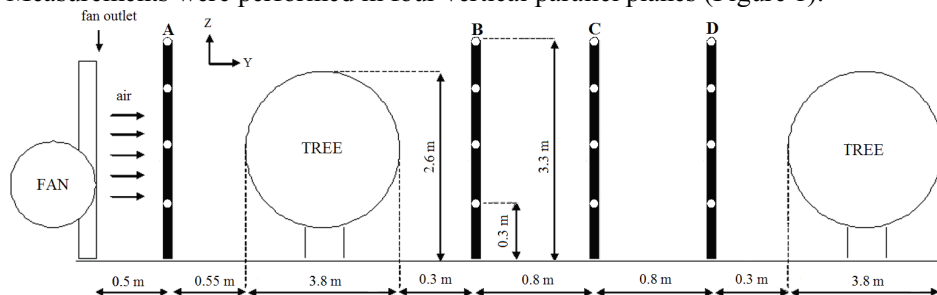 Measurements were performed in four vertical parallel planes (Figure 1).
fan outlet
A
Z
Y
B
C
D
air
FAN
TREE
2.6 m
3.3 m
0.3 m
TREE
0.5 m
0.55 m
3.8 m
0.3 m
0.8 m
0.8 m
0.3 m
3.8 m